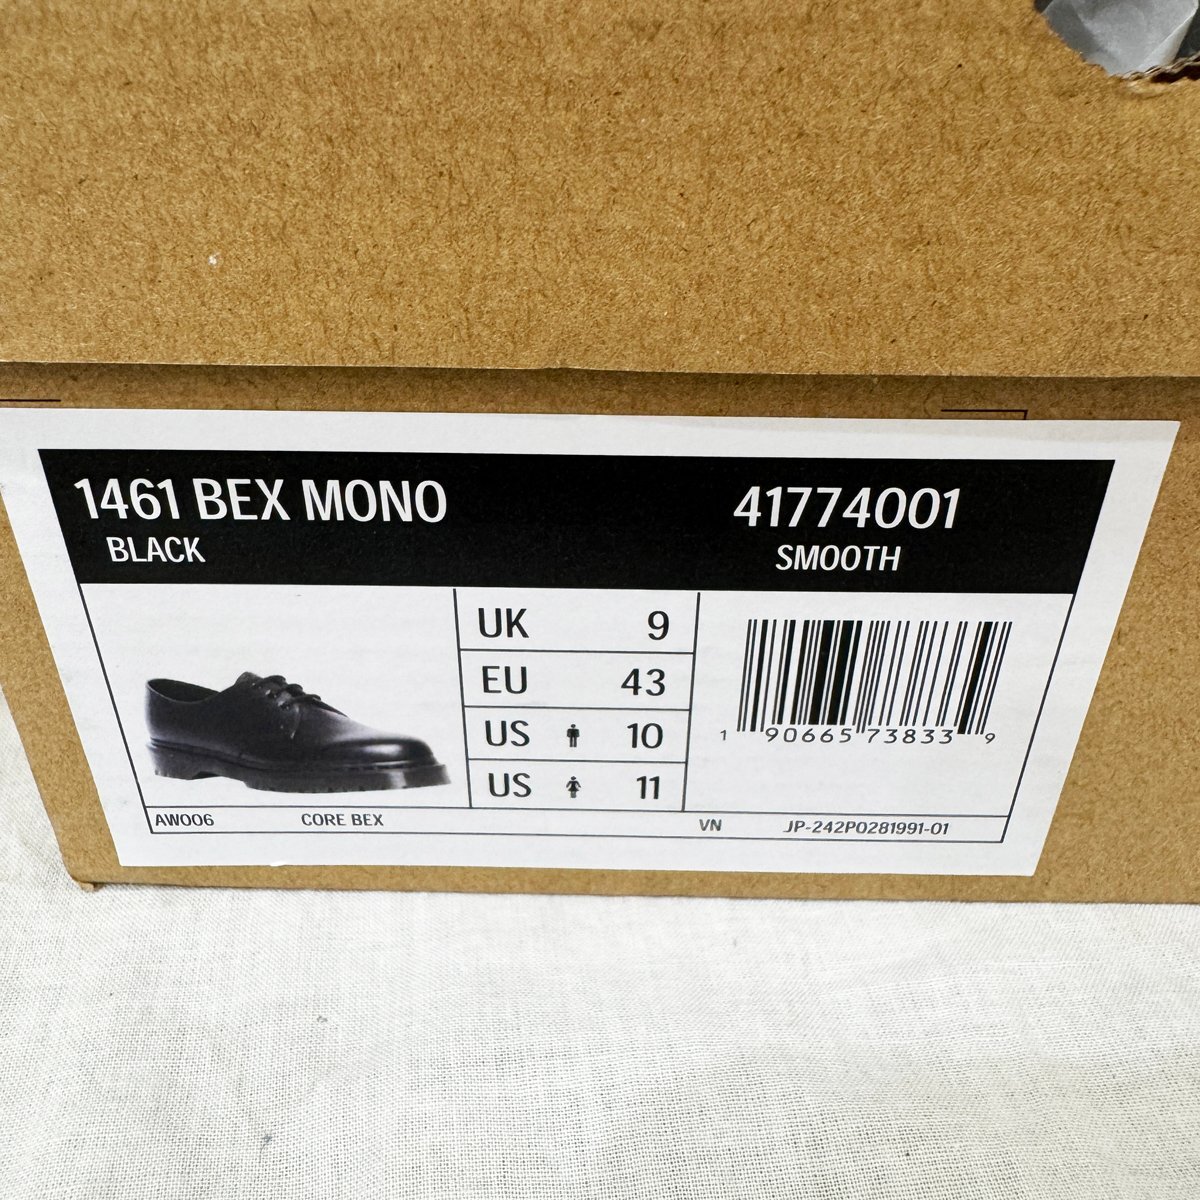 1461 BEX MONO
41774001
BLACK
SMOOTH
UK 9
EU 43
US 10
US 11
1 90665 73833 9
AW006 CORE BEX VN JP-242P0281991-01